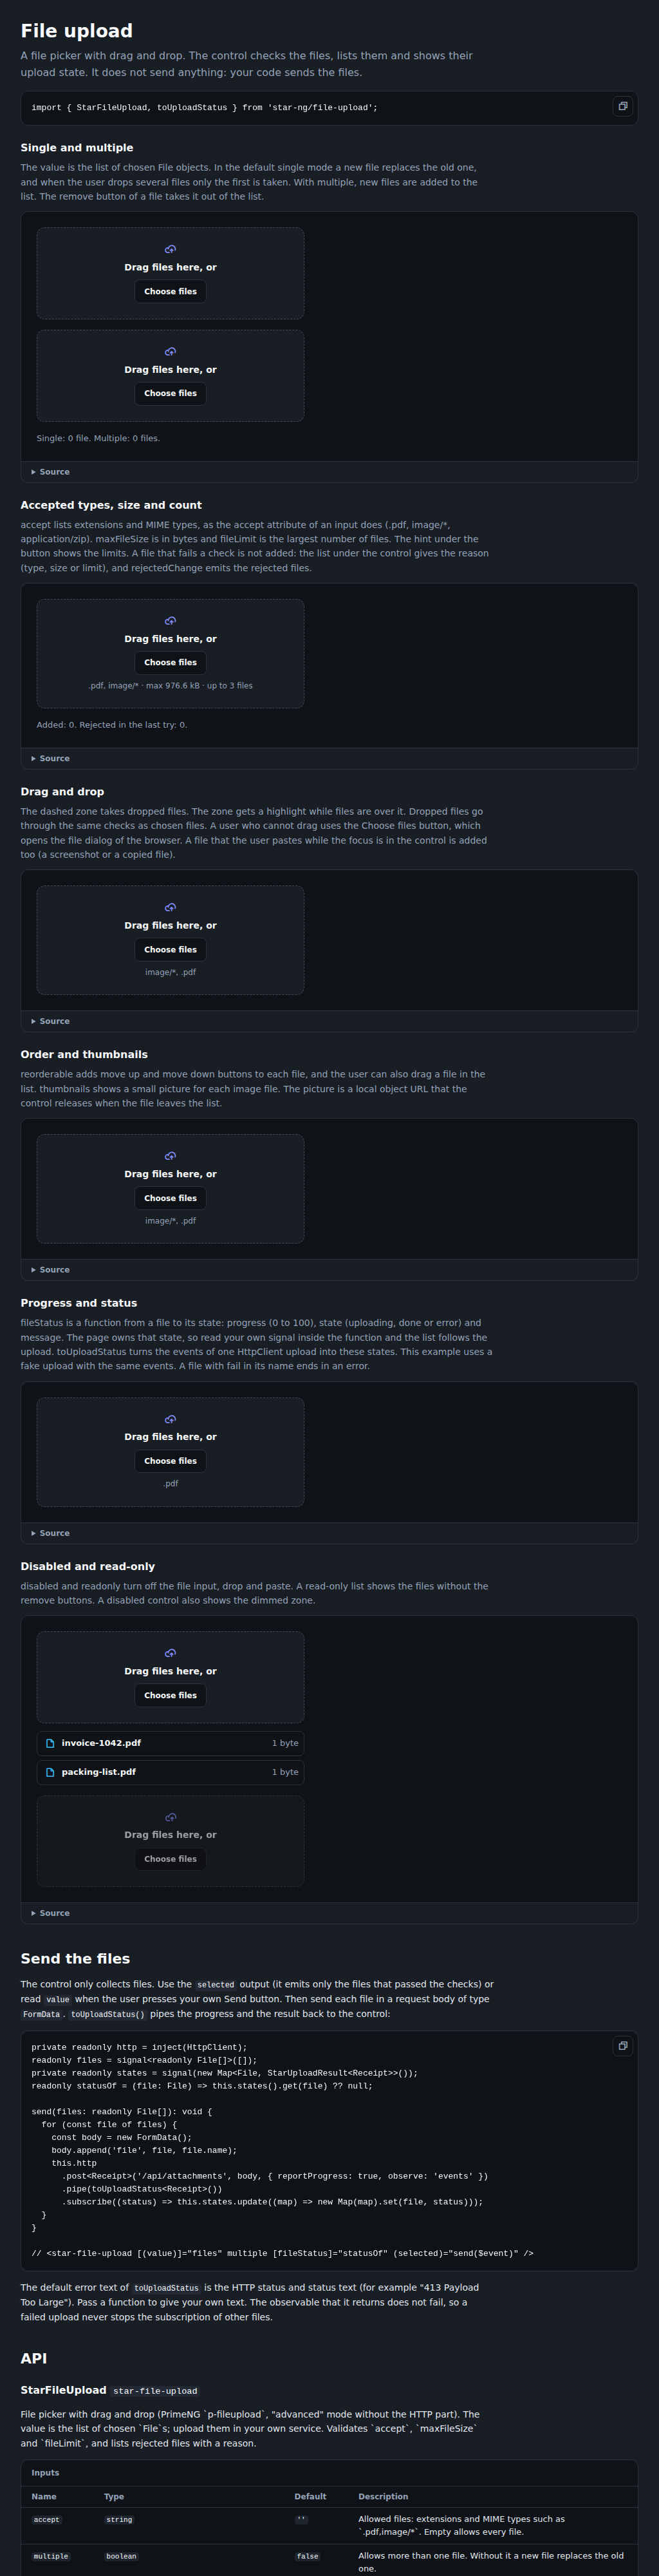 File upload
A file picker with drag and drop. The control checks the files, lists them and shows their
upload state. It does not send anything: your code sends the files.
import { StarFileUpload, toUploadStatus } from 'star-ng/file-upload';
Single and multiple
The value is the list of chosen File objects. In the default single mode a new file replaces the old one,
and when the user drops several files only the first is taken. With multiple, new files are added to the
list. The remove button of a file takes it out of the list.
Drag files here, or
Choose files
Drag files here, or
Choose files
Single: 0 file. Multiple: 0 files.
Source
Accepted types, size and count
accept lists extensions and MIME types, as the accept attribute of an input does (.pdf, image/*,
application/zip). maxFileSize is in bytes and fileLimit is the largest number of files. The hint under the
button shows the limits. A file that fails a check is not added: the list under the control gives the reason
(type, size or limit), and rejectedChange emits the rejected files.
Drag files here, or
Choose files
.pdf, image/* · max 976.6 kB · up to 3 files
Added: 0. Rejected in the last try: 0.
Source
Drag and drop
The dashed zone takes dropped files. The zone gets a highlight while files are over it. Dropped files go
through the same checks as chosen files. A user who cannot drag uses the Choose files button, which
opens the file dialog of the browser. A file that the user pastes while the focus is in the control is added
too (a screenshot or a copied file).
Drag files here, or
Choose files
image/*, .pdf
Source
Order and thumbnails
reorderable adds move up and move down buttons to each file, and the user can also drag a file in the
list. thumbnails shows a small picture for each image file. The picture is a local object URL that the
control releases when the file leaves the list.
Drag files here, or
Choose files
image/*, .pdf
Source
Progress and status
fileStatus is a function from a file to its state: progress (0 to 100), state (uploading, done or error) and
message. The page owns that state, so read your own signal inside the function and the list follows the
upload. toUploadStatus turns the events of one HttpClient upload into these states. This example uses a
fake upload with the same events. A file with fail in its name ends in an error.
Drag files here, or
Choose files
.pdf
Source
Disabled and read-only
disabled and readonly turn off the file input, drop and paste. A read-only list shows the files without the
remove buttons. A disabled control also shows the dimmed zone.
Drag files here, or
Choose files
invoice-1042.pdf 1 byte
packing-list.pdf 1 byte
Drag files here, or
Choose files
Source
Send the files
The control only collects files. Use the selected output (it emits only the files that passed the checks) or
read value when the user presses your own Send button. Then send each file in a request body of type
FormData. toUploadStatus() pipes the progress and the result back to the control:
private readonly http = inject(HttpClient);
readonly files = signal<readonly File[]>([]);
private readonly states = signal(new Map<File, StarUploadResult<Receipt>>());
readonly statusOf = (file: File) => this.states().get(file) ?? null;
send(files: readonly File[]): void {
for (const file of files) {
const body = new FormData();
body.append('file', file, file.name);
this.http
.post<Receipt>('/api/attachments', body, { reportProgress: true, observe: 'events' })
.pipe(toUploadStatus<Receipt>())
.subscribe((status) => this.states.update((map) => new Map(map).set(file, status)));
}
}
// <star-file-upload [(value)]="files" multiple [fileStatus]="statusOf" (selected)="send($event)" />
The default error text of toUploadStatus is the HTTP status and status text (for example "413 Payload
Too Large"). Pass a function to give your own text. The observable that it returns does not fail, so a
failed upload never stops the subscription of other files.
API
StarFileUpload star-file-upload
File picker with drag and drop (PrimeNG `p-fileupload`, "advanced" mode without the HTTP part). The
value is the list of chosen `File`s; upload them in your own service. Validates `accept`, `maxFileSize`
and `fileLimit`, and lists rejected files with a reason.
Inputs
Name Type Default Description
accept string '' Allowed files: extensions and MIME types such as
`.pdf,image/*`. Empty allows every file.
multiple boolean false Allows more than one file. Without it a new file replaces the old
one.